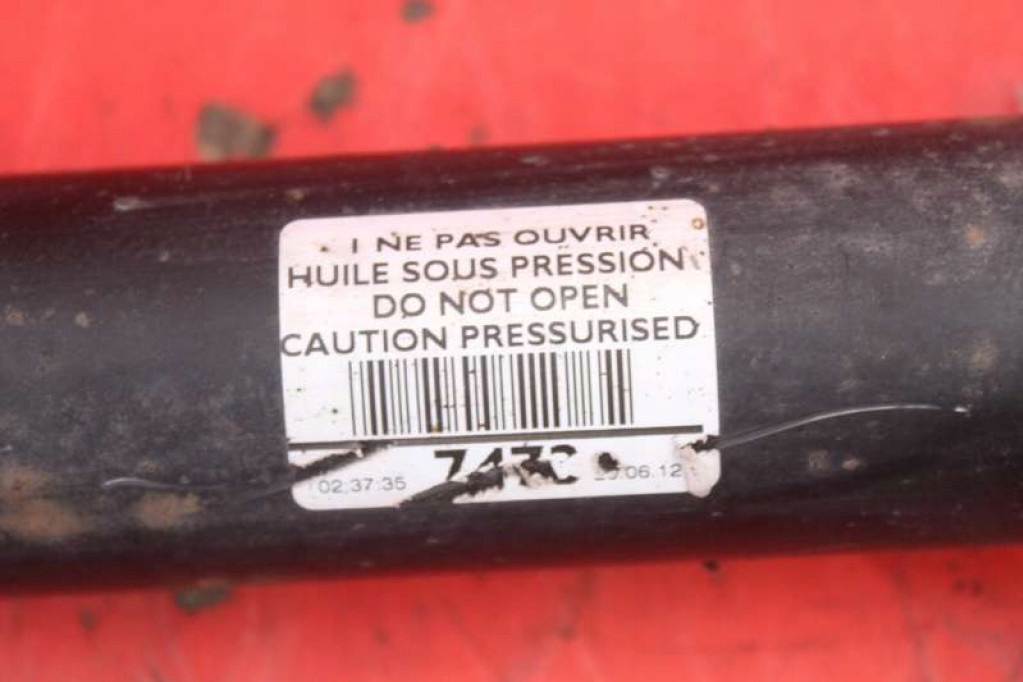 ! NE PAS OUVRIR
HUILE SOUS PRESSION
DO NOT OPEN
CAUTION PRESSURISED
02:37:35